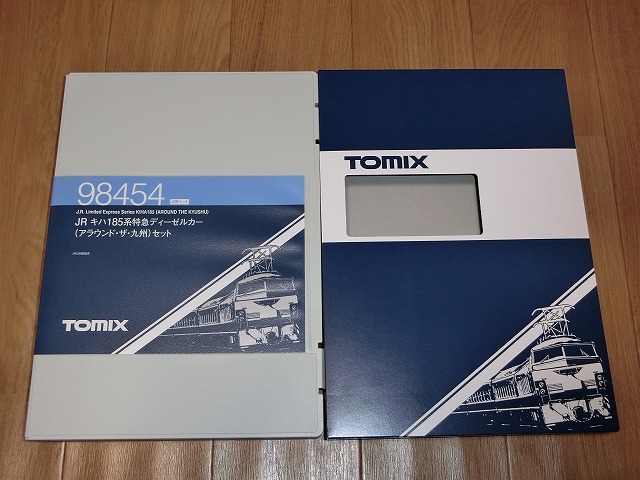 98454
J.R. Limited Express Series KIHA185 (AROUND THE KYUSHU)
JR キハ185系特急ディーゼルカー
(アラウンド・ザ・九州)セット
TOMIX
TOMIX